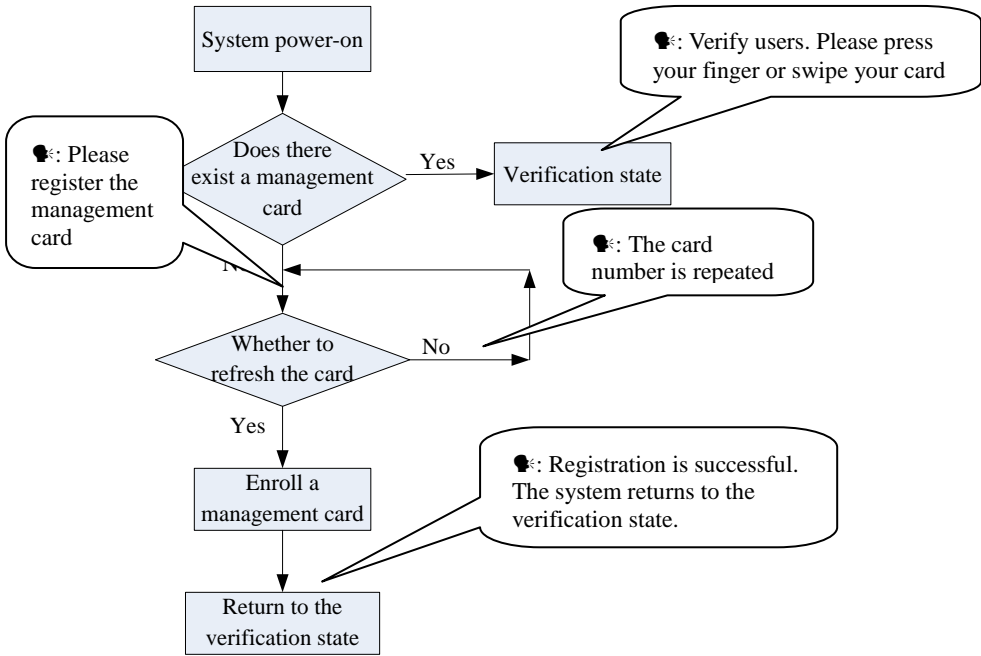 System power-on
🗣: Verify users. Please press
your finger or swipe your card
Does there
exist a management
card
Yes
Verification state
🗣: Please
register the
management
card
🗣: The card
number is repeated
Whether to
refresh the card
No
Yes
Enroll a
management card
🗣: Registration is successful.
The system returns to the
verification state.
Return to the
verification state